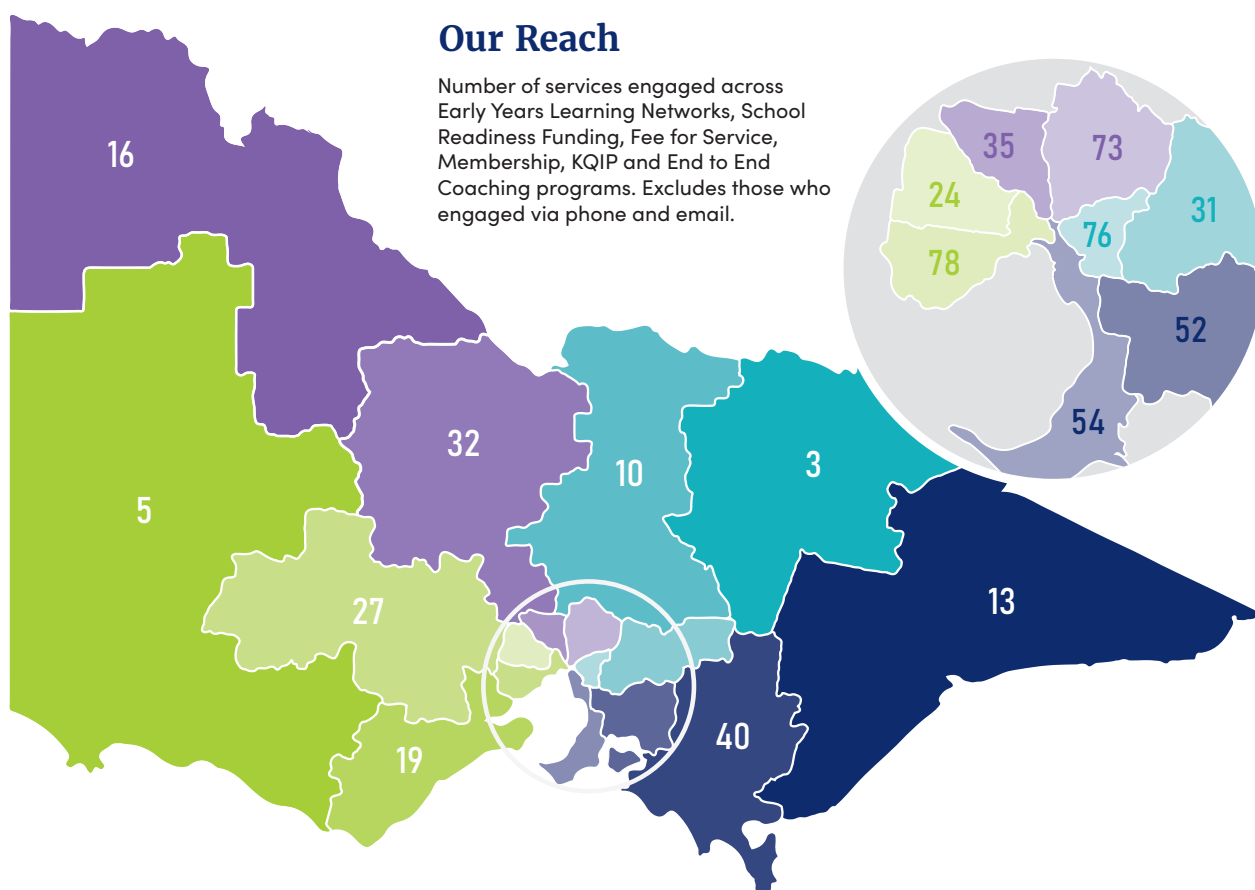 Our Reach
Number of services engaged across
Early Years Learning Networks, School
Readiness Funding, Fee for Service,
Membership, KQIP and End to End
Coaching programs. Excludes those who
engaged via phone and email.
16
5
32
10
3
13
27
19
40
35
73
24
31
76
78
52
54